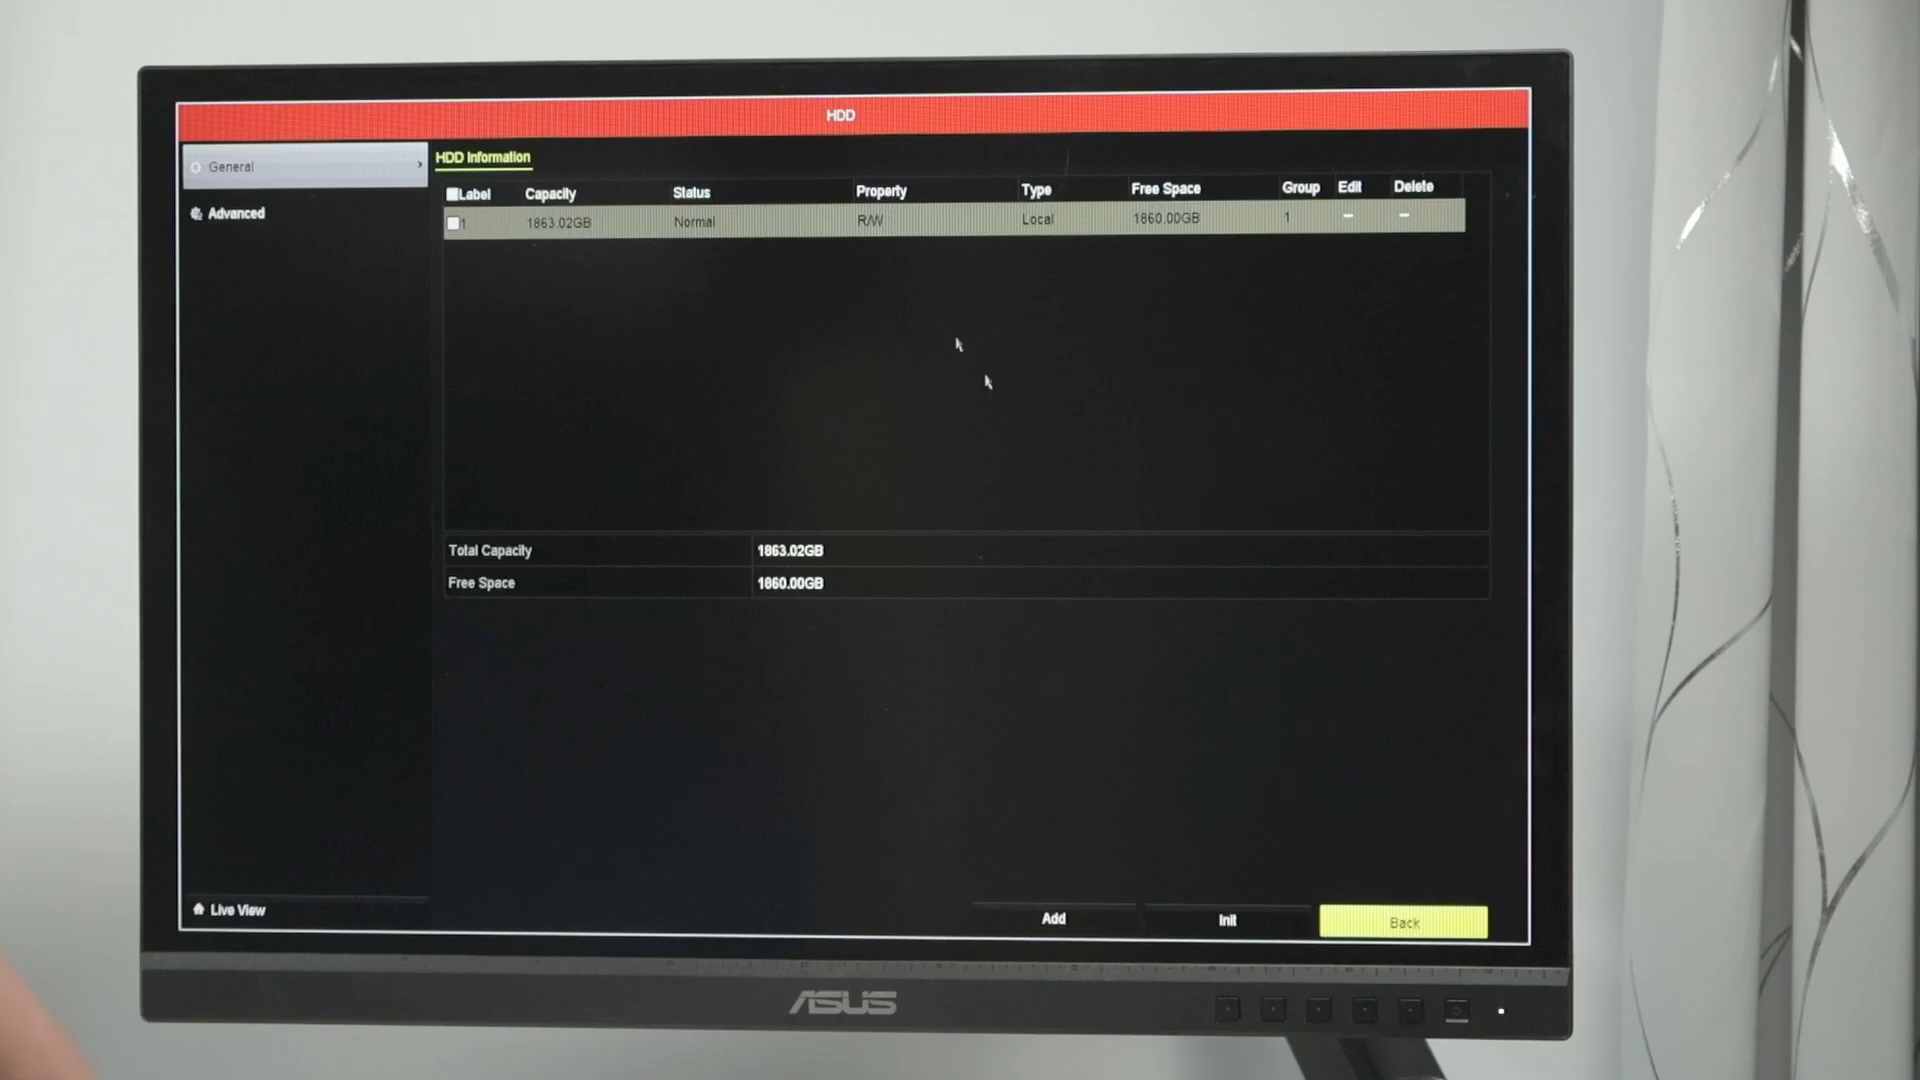 HDD
General
Advanced
HDD Information
Label Capacity Status Property Type Free Space Group Edit Delete
1 1863.02GB Normal R/W Local 1860.00GB 1 – –
Total Capacity 1863.02GB
Free Space 1860.00GB
Live View
Add Init Back
ASUS